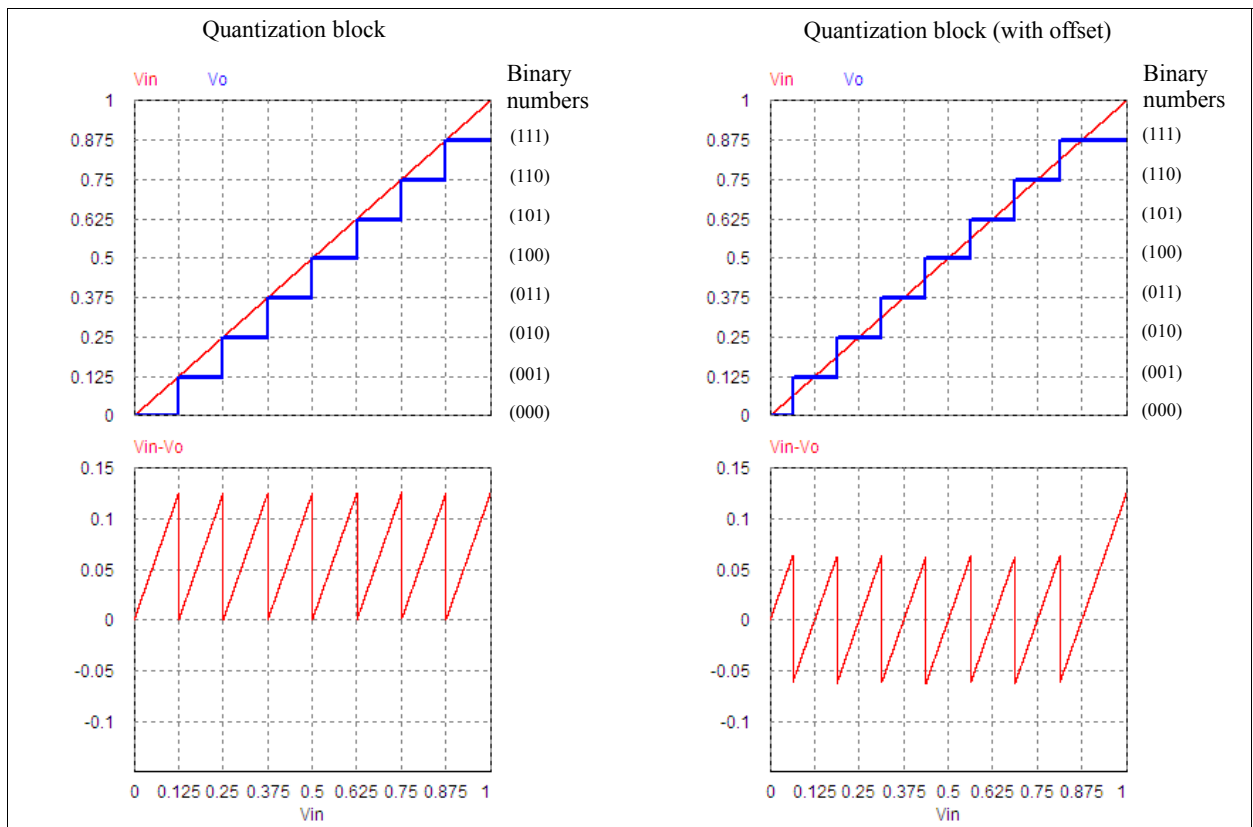 Quantization block
Vin Vo
Binary
numbers
1
0.875 (111)
0.75 (110)
0.625 (101)
0.5 (100)
0.375 (011)
0.25 (010)
0.125 (001)
0 (000)
Vin-Vo
0.15
0.1
0.05
0
-0.05
-0.1
0 0.125 0.25 0.375 0.5 0.625 0.75 0.875 1
Vin
Quantization block (with offset)
Vin Vo
Binary
numbers
1
0.875 (111)
0.75 (110)
0.625 (101)
0.5 (100)
0.375 (011)
0.25 (010)
0.125 (001)
0 (000)
Vin-Vo
0.15
0.1
0.05
0
-0.05
-0.1
0 0.125 0.25 0.375 0.5 0.625 0.75 0.875 1
Vin